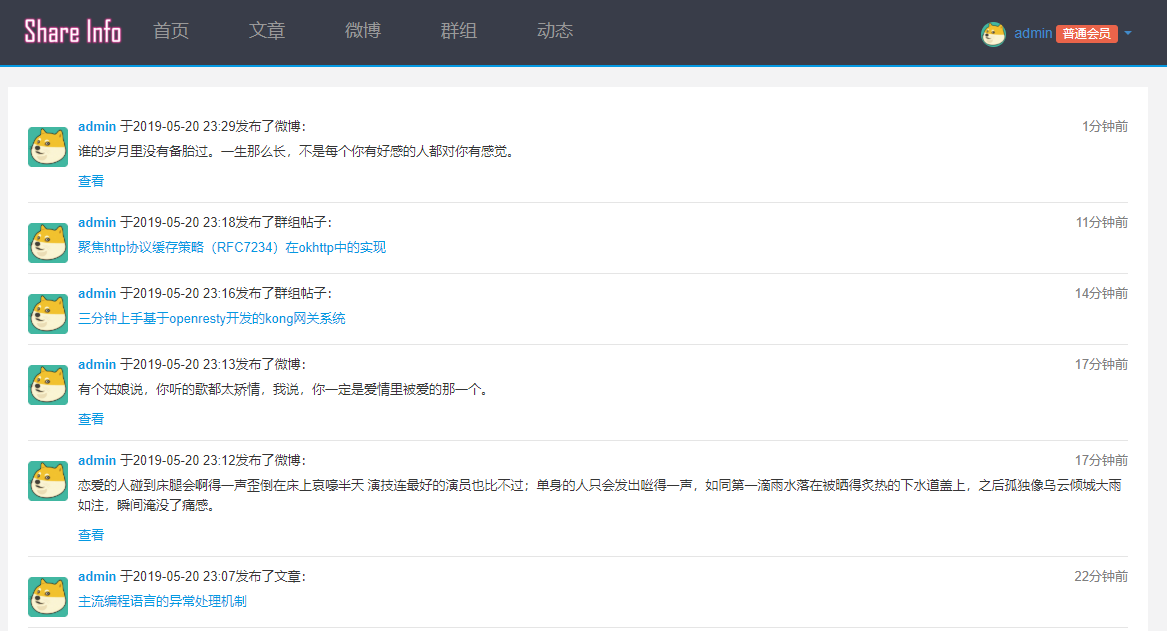 Share Info 首页 文章 微博 群组 动态 admin 普通会员
admin 于2019-05-20 23:29发布了微博： 1分钟前
谁的岁月里没有备胎过。一生那么长，不是每个你有好感的人都对你有感觉。
查看
admin 于2019-05-20 23:18发布了群组帖子： 11分钟前
聚焦http协议缓存策略（RFC7234）在okhttp中的实现
admin 于2019-05-20 23:16发布了群组帖子： 14分钟前
三分钟上手基于openresty开发的kong网关系统
admin 于2019-05-20 23:13发布了微博： 17分钟前
有个姑娘说，你听的歌都太矫情，我说，你一定是爱情里被爱的那一个。
查看
admin 于2019-05-20 23:12发布了微博： 17分钟前
恋爱的人碰到床腿会啊得一声歪倒在床上哀嚎半天 演技连最好的演员也比不过；单身的人只会发出咝得一声，如同第一滴雨水落在被晒得炙热的下水道盖上，之后孤独像乌云倾城大雨
如注，瞬间淹没了痛感。
查看
admin 于2019-05-20 23:07发布了文章： 22分钟前
主流编程语言的异常处理机制